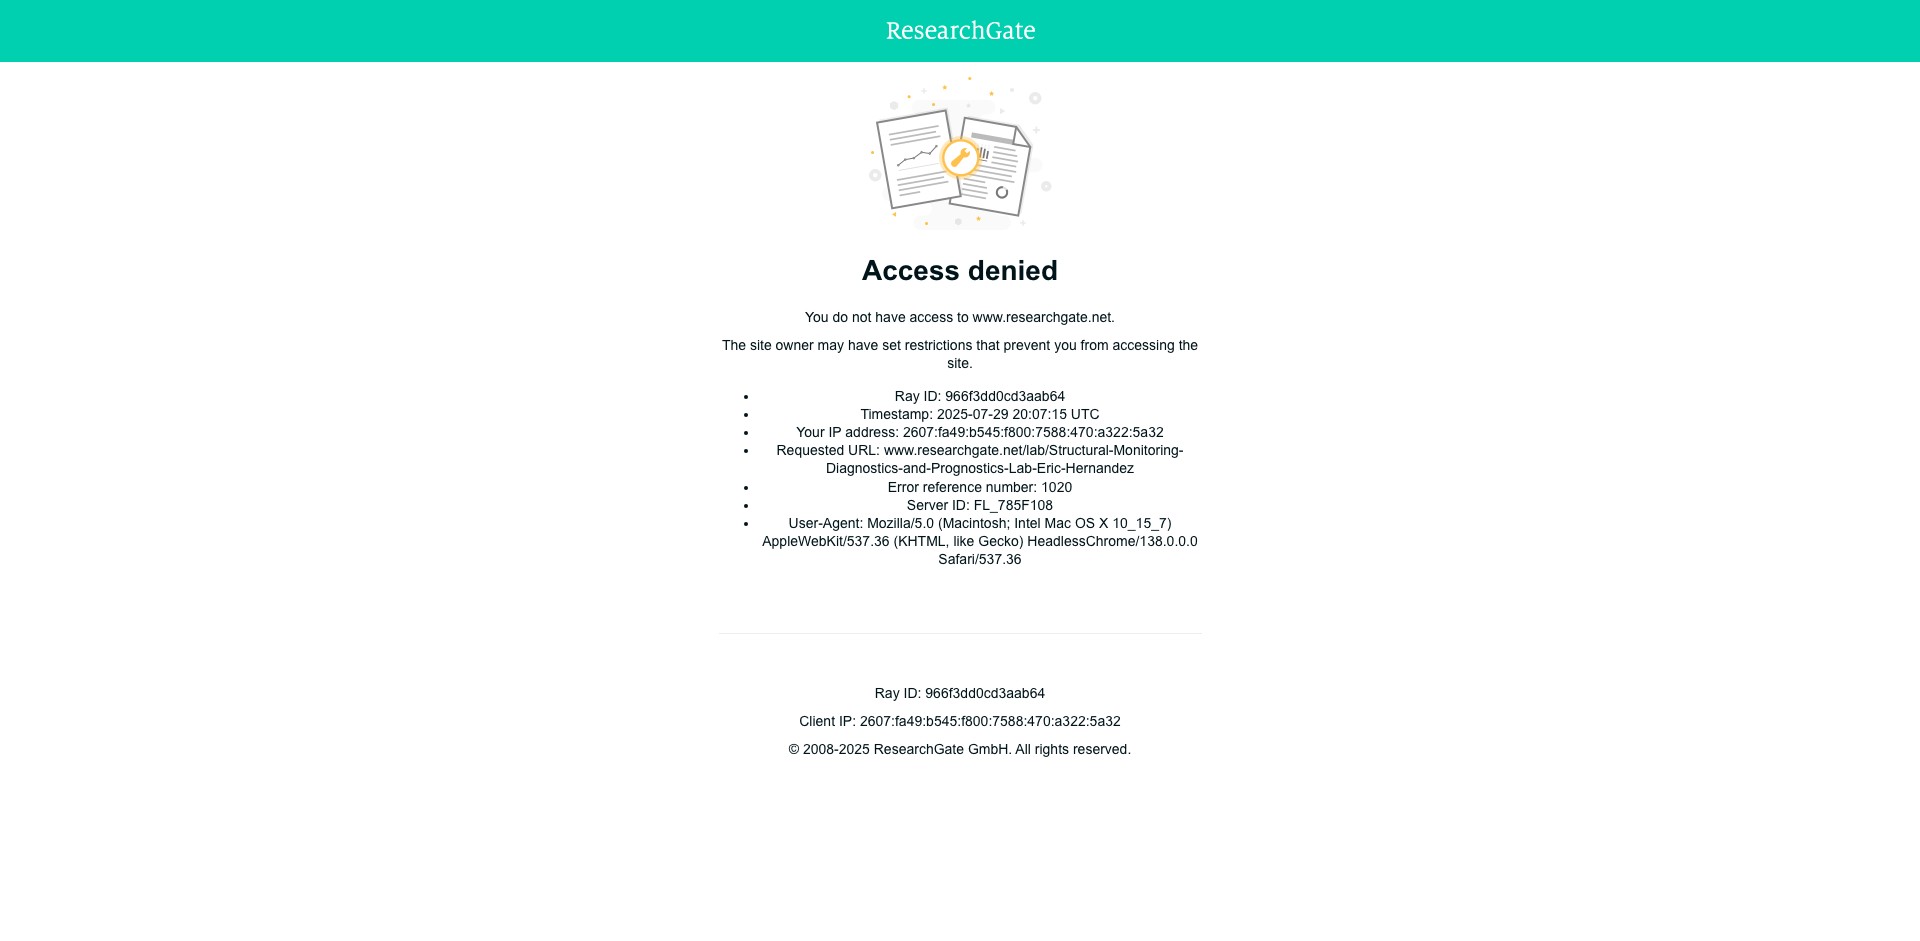 ResearchGate
Access denied
You do not have access to www.researchgate.net.
The site owner may have set restrictions that prevent you from accessing the
site.
Ray ID: 966f3dd0cd3aab64
Timestamp: 2025-07-29 20:07:15 UTC
Your IP address: 2607:fa49:b545:f800:7588:470:a322:5a32
Requested URL: www.researchgate.net/lab/Structural-Monitoring-
Diagnostics-and-Prognostics-Lab-Eric-Hernandez
Error reference number: 1020
Server ID: FL_785F108
User-Agent: Mozilla/5.0 (Macintosh; Intel Mac OS X 10_15_7)
AppleWebKit/537.36 (KHTML, like Gecko) HeadlessChrome/138.0.0.0
Safari/537.36
Ray ID: 966f3dd0cd3aab64
Client IP: 2607:fa49:b545:f800:7588:470:a322:5a32
© 2008-2025 ResearchGate GmbH. All rights reserved.